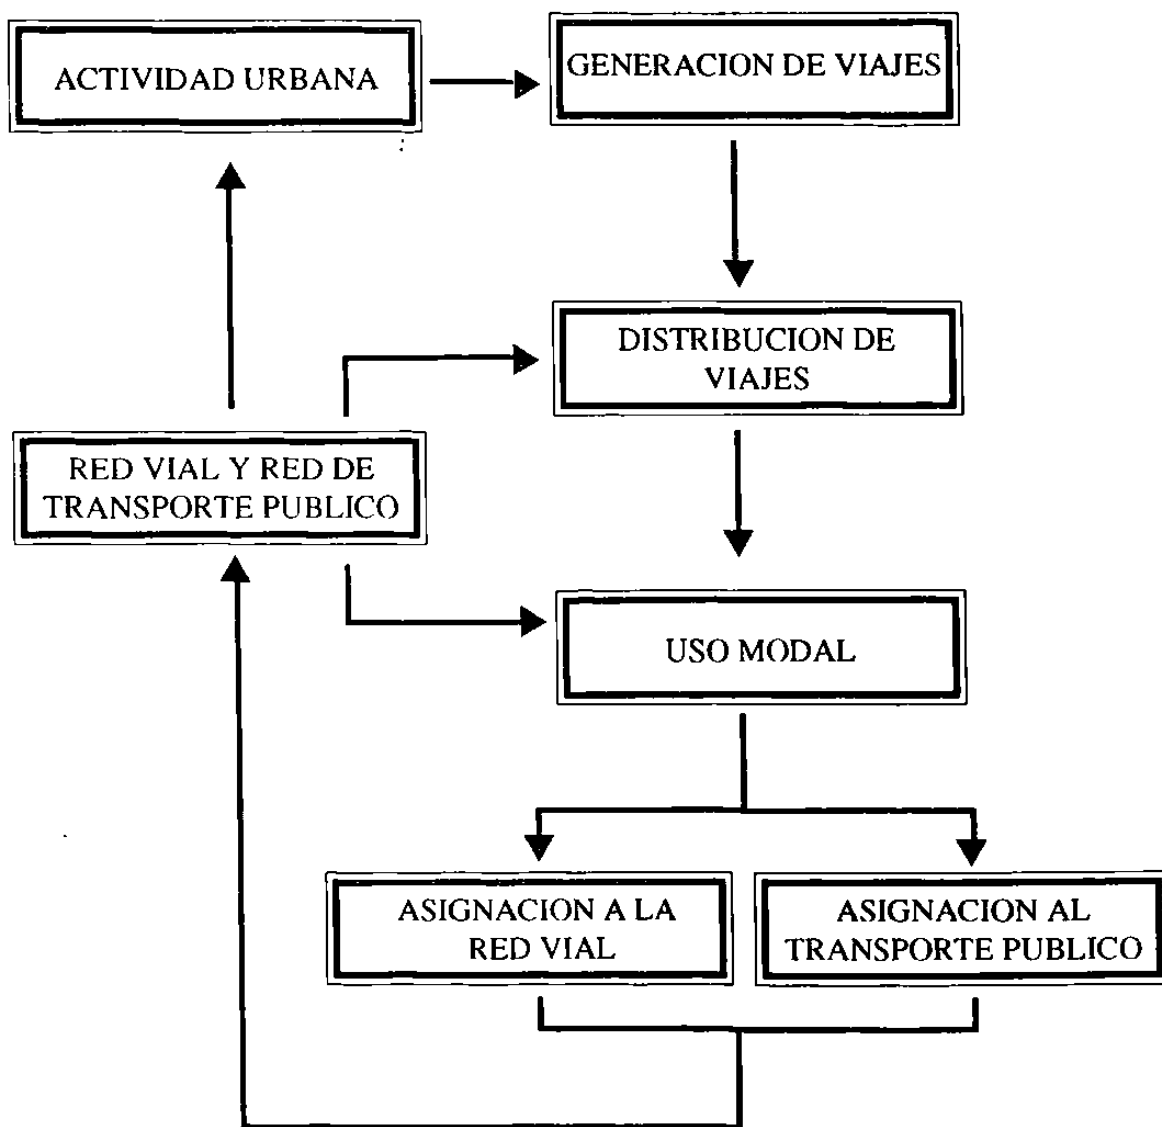 ACTIVIDAD URBANA
GENERACION DE VIAJES
DISTRIBUCION DE
VIAJES
RED VIAL Y RED DE
TRANSPORTE PUBLICO
USO MODAL
ASIGNACION A LA
RED VIAL
ASIGNACION AL
TRANSPORTE PUBLICO